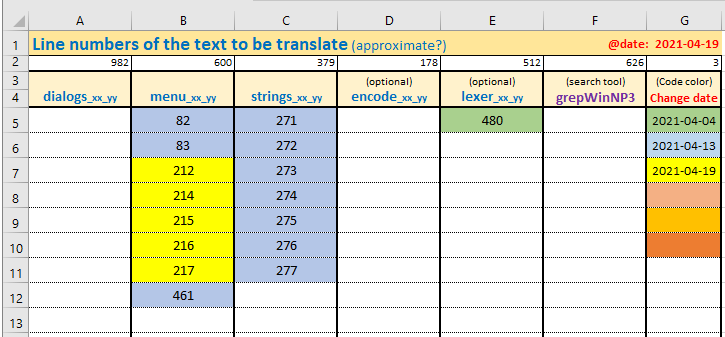 A B C D E F G
1 Line numbers of the text to be translate (approximate?) @date: 2021-04-19
2 982 600 379 178 512 626 3
3 (optional) (optional) (search tool) (Code color)
4 dialogs_xx_yy menu_xx_yy strings_xx_yy encode_xx_yy lexer_xx_yy grepWinNP3 Change date
5 82 271 480 2021-04-04
6 83 272 2021-04-13
7 212 273 2021-04-19
8 214 274
9 215 275
10 216 276
11 217 277
12 461
13